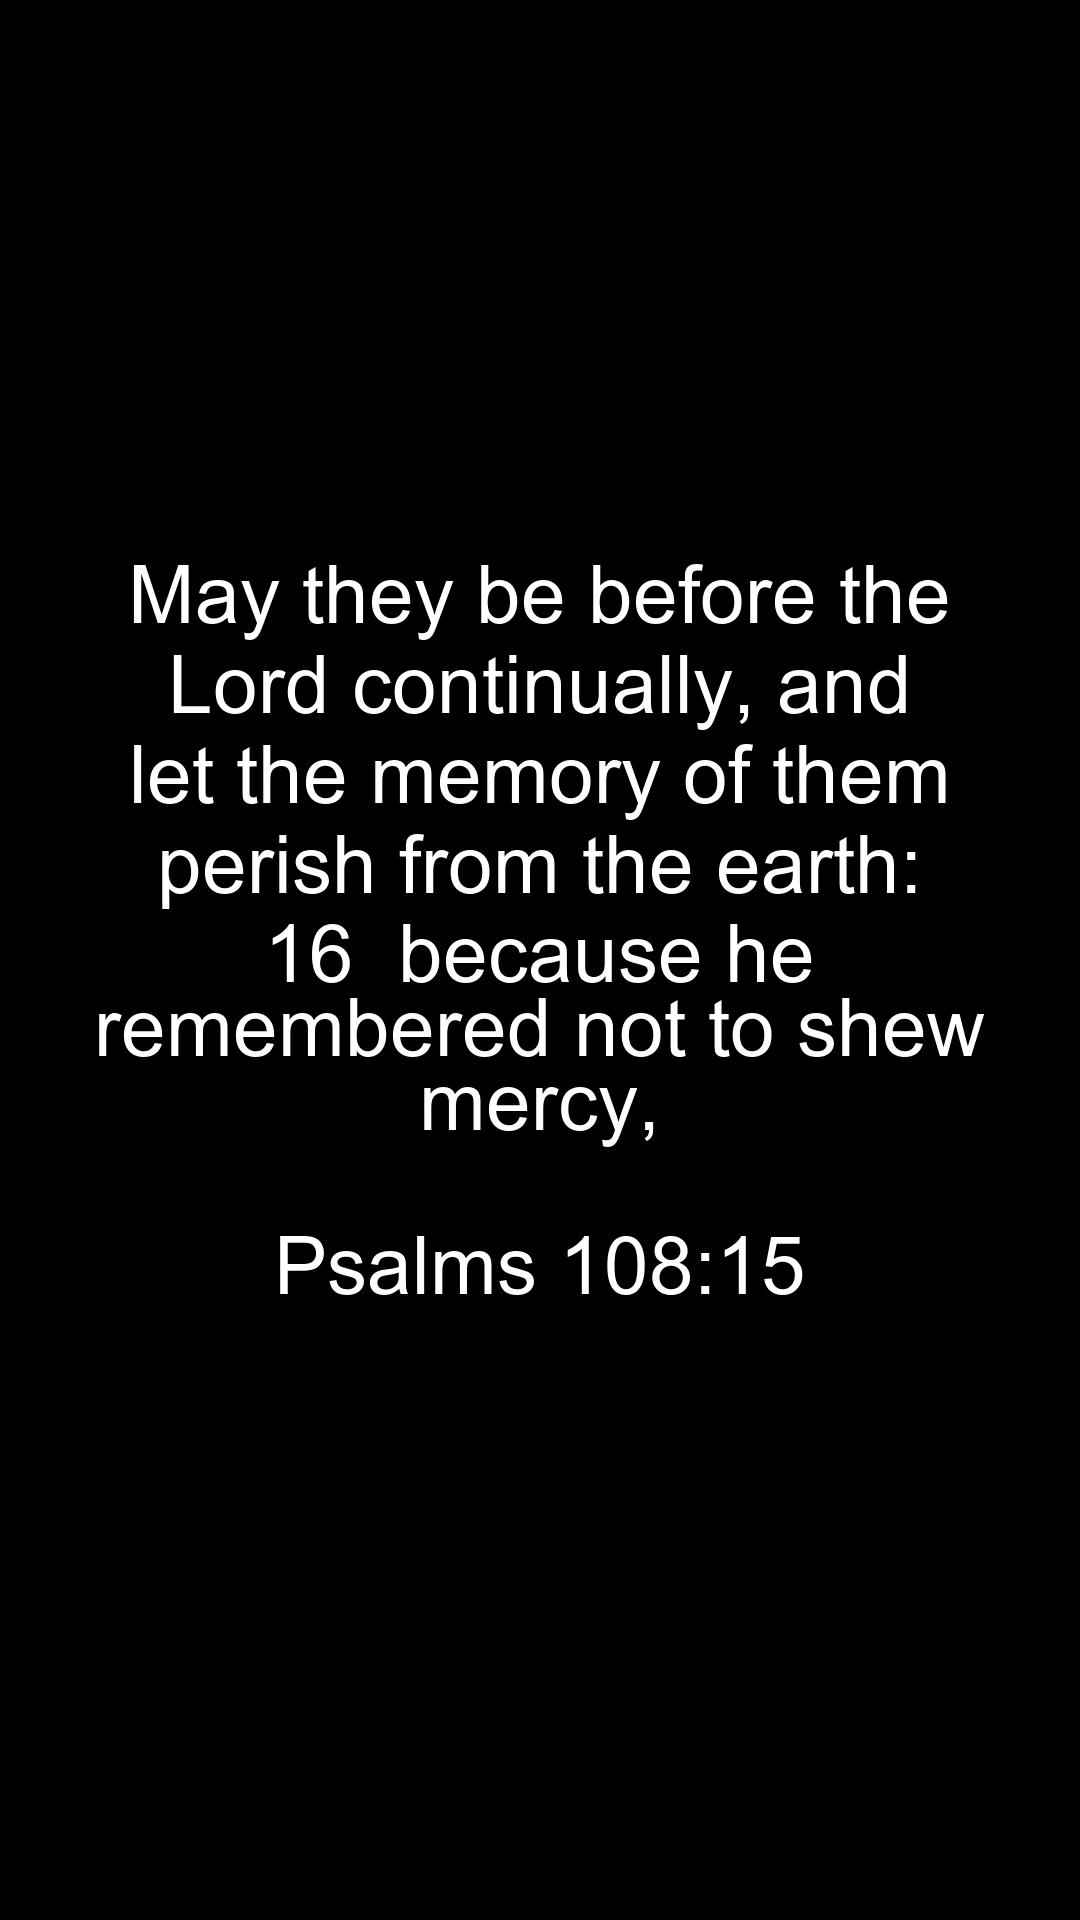 May they be before the
Lord continually, and
let the memory of them
perish from the earth:
16  because he
remembered not to shew
mercy,
Psalms 108:15